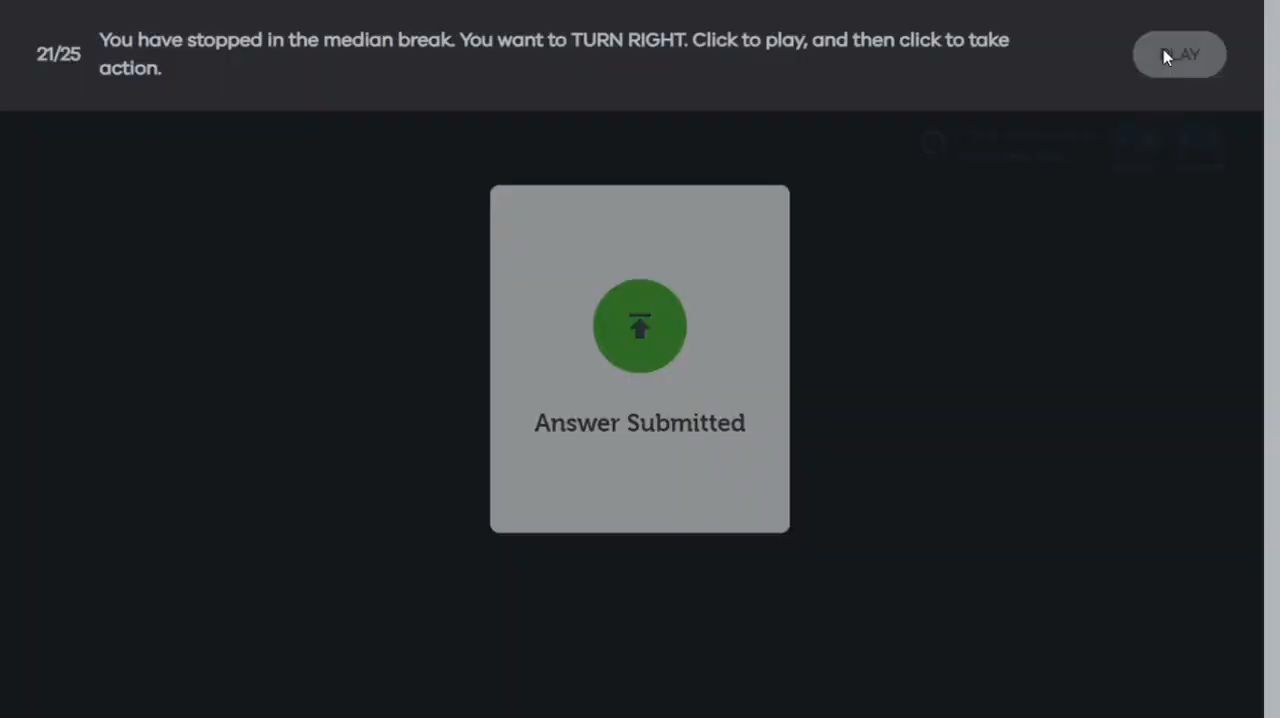 21/25
You have stopped in the median break. You want to TURN RIGHT. Click to play, and then click to take
action.
PLAY
Answer Submitted